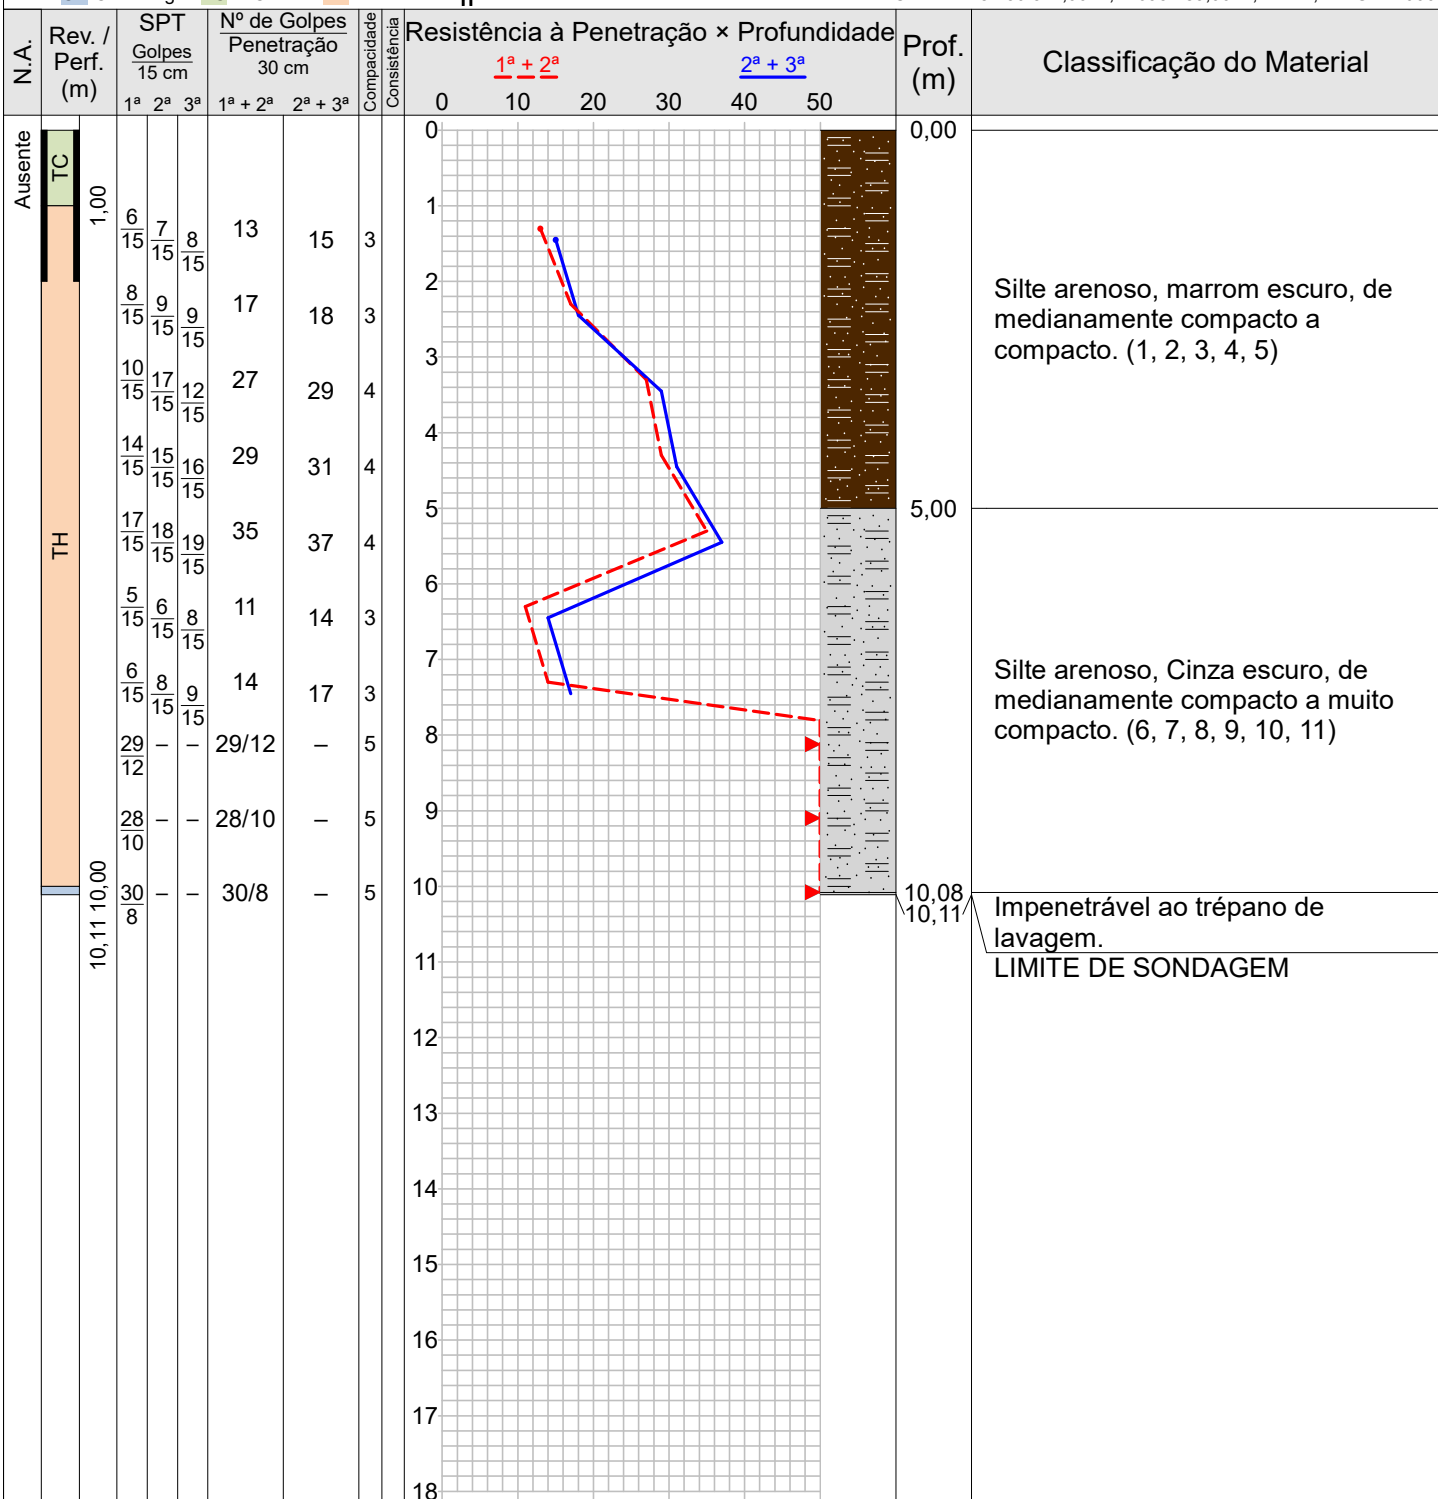 N.A.
Rev. /
Perf.
(m)
SPT
Golpes
15 cm
1ª 2ª 3ª
Nº de Golpes
Penetração
30 cm
1ª + 2ª 2ª + 3ª
Compacidade
Consistência
Resistência à Penetração × Profundidade
1ª + 2ª 2ª + 3ª
0 10 20 30 40 50
Prof.
(m)
Classificação do Material
Ausente
TC
1,00
TH
10,00
10,11
6/15 7/15 8/15 13 15 3
8/15 9/15 9/15 17 18 3
10/15 17/15 12/15 27 29 4
14/15 15/15 16/15 29 31 4
17/15 18/15 19/15 35 37 4
5/15 6/15 8/15 11 14 3
6/15 8/15 9/15 14 17 3
29/12 – – 29/12 – 5
28/10 – – 28/10 – 5
30/8 – – 30/8 – 5
0
1
2
3
4
5
6
7
8
9
10
11
12
13
14
15
16
17
18
0,00
Silte arenoso, marrom escuro, de
medianamente compacto a
compacto. (1, 2, 3, 4, 5)
5,00
Silte arenoso, Cinza escuro, de
medianamente compacto a muito
compacto. (6, 7, 8, 9, 10, 11)
10,08
10,11
Impenetrável ao trépano de
lavagem.
LIMITE DE SONDAGEM